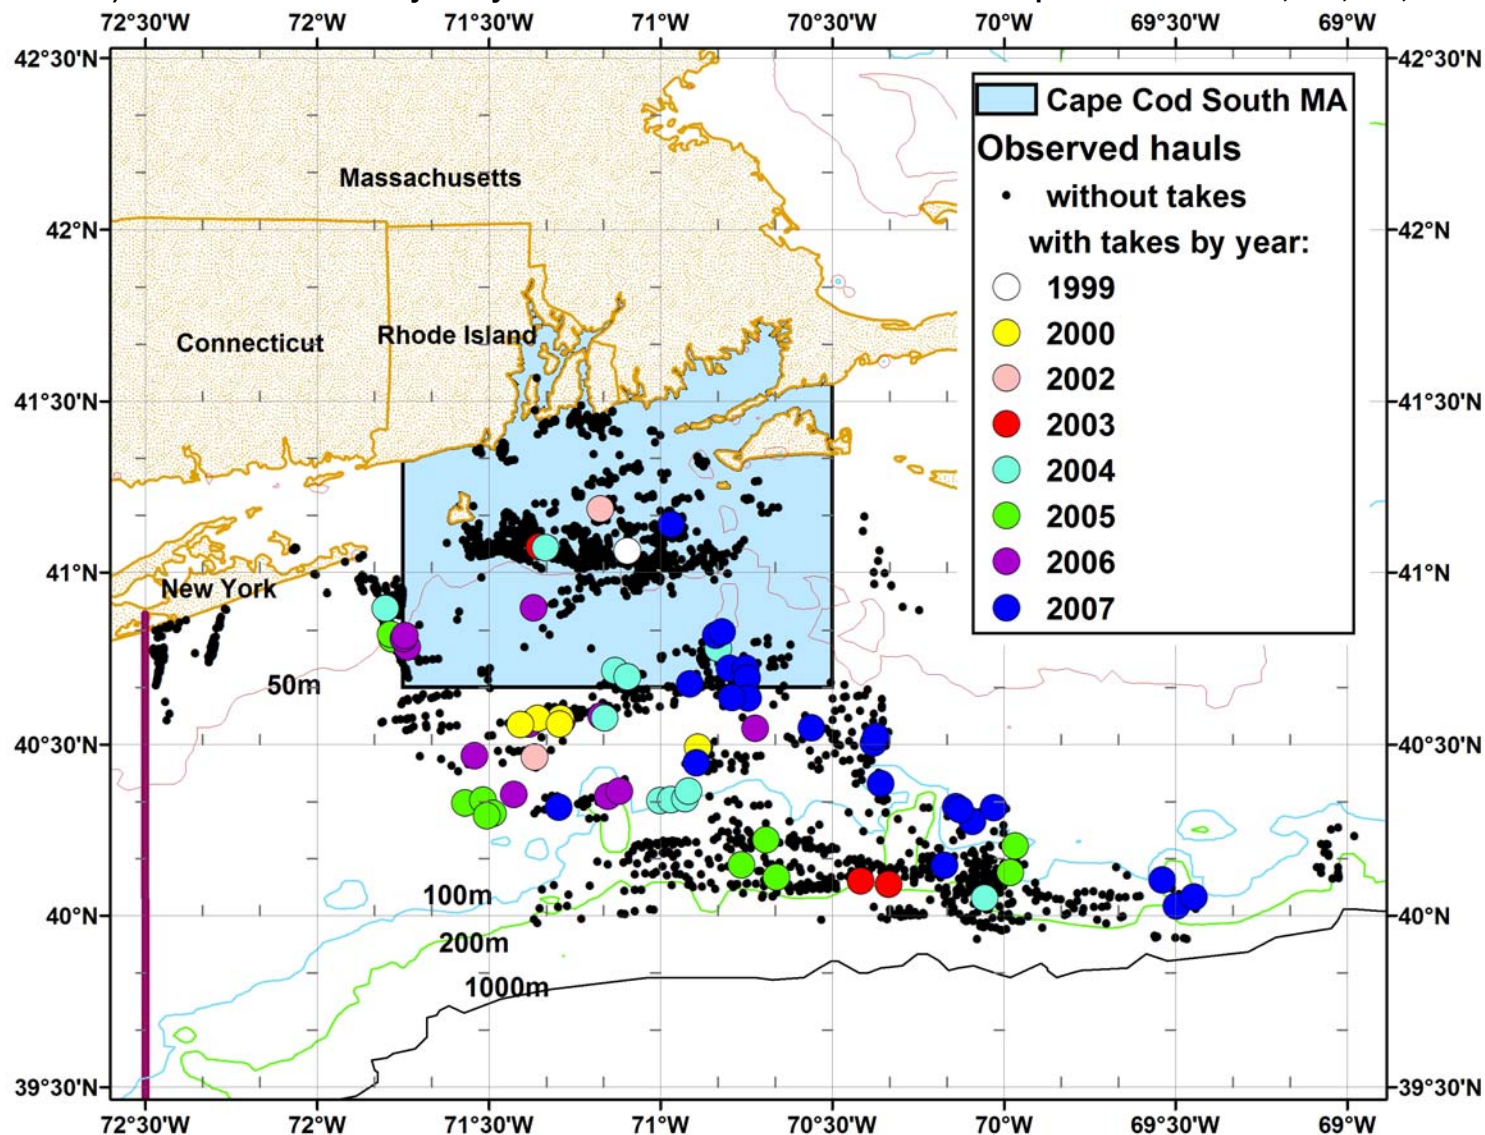 72°30'W 72°W 71°30'W 71°W 70°30'W 70°W 69°30'W 69°W
42°30'N 42°30'N
Cape Cod South MA
Observed hauls
• without takes
with takes by year:
1999
2000
2002
2003
2004
2005
2006
2007
Massachusetts
42°N 42°N
Connecticut Rhode Island
41°30'N 41°30'N
41°N 41°N
New York
50m
40°30'N 40°30'N
100m
40°N 40°N
200m
1000m
39°30'N 39°30'N
72°30'W 72°W 71°30'W 71°W 70°30'W 70°W 69°30'W 69°W